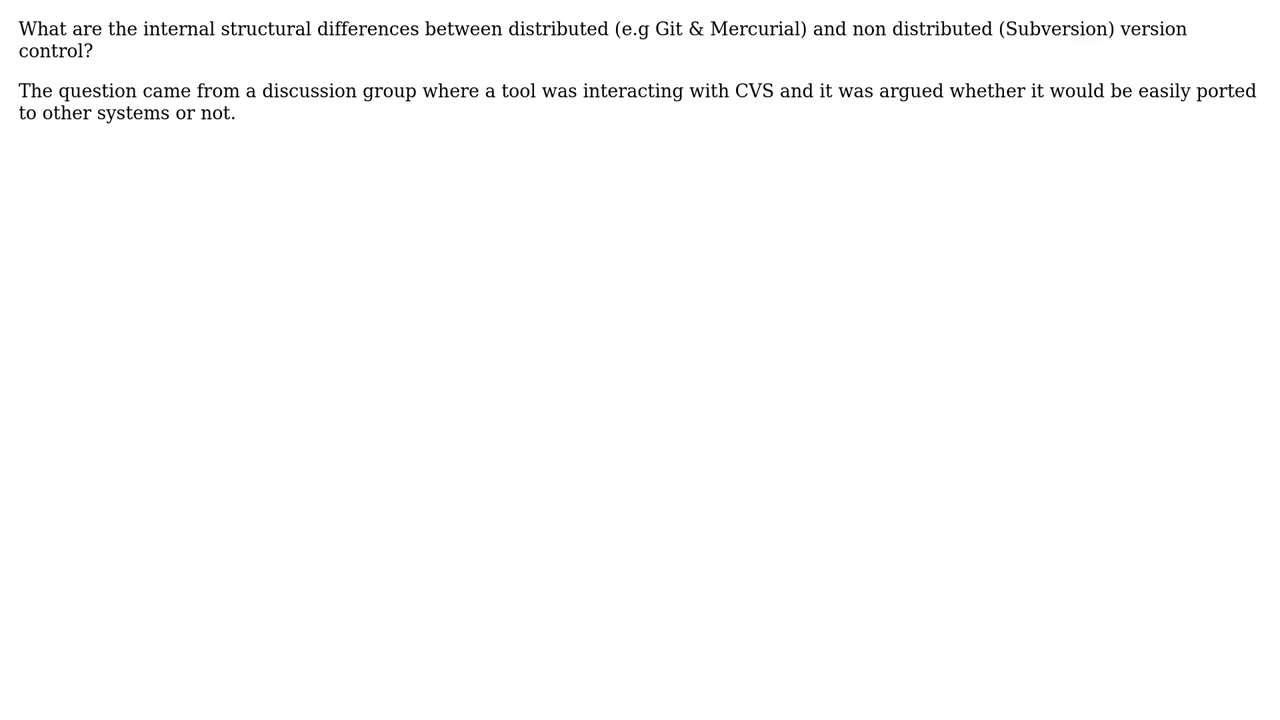 What are the internal structural differences between distributed (e.g Git & Mercurial) and non distributed (Subversion) version
control?
The question came from a discussion group where a tool was interacting with CVS and it was argued whether it would be easily ported
to other systems or not.